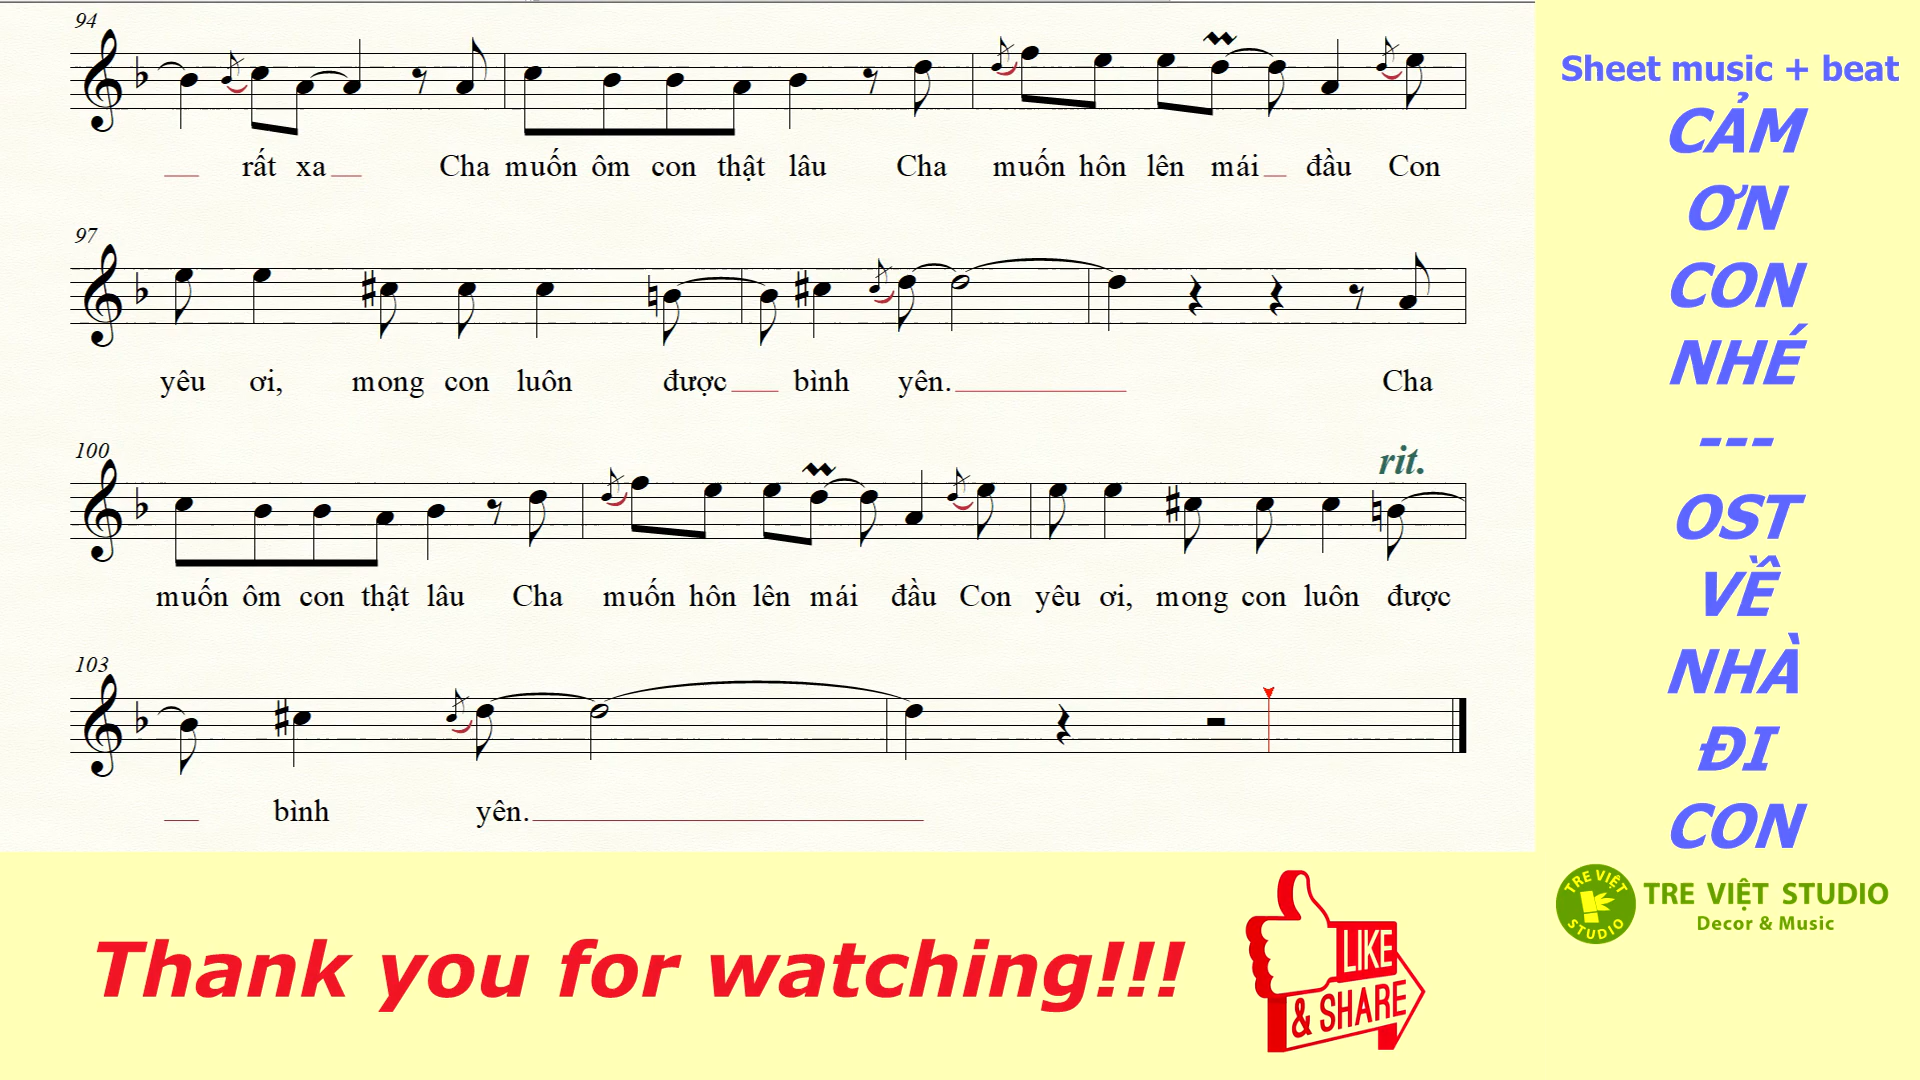 94
rất xa Cha muốn ôm con thật lâu Cha muốn hôn lên mái đầu Con
97
yêu ơi, mong con luôn được bình yên. Cha
100
rit.
muốn ôm con thật lâu Cha muốn hôn lên mái đầu Con yêu ơi, mong con luôn được
103
bình yên.
Sheet music + beat
CẢM
ƠN
CON
NHÉ
---
OST
VỀ
NHÀ
ĐI
CON
TRE VIỆT
STUDIO
TRE VIỆT STUDIO
Decor & Music
Thank you for watching!!!
LIKE
& SHARE